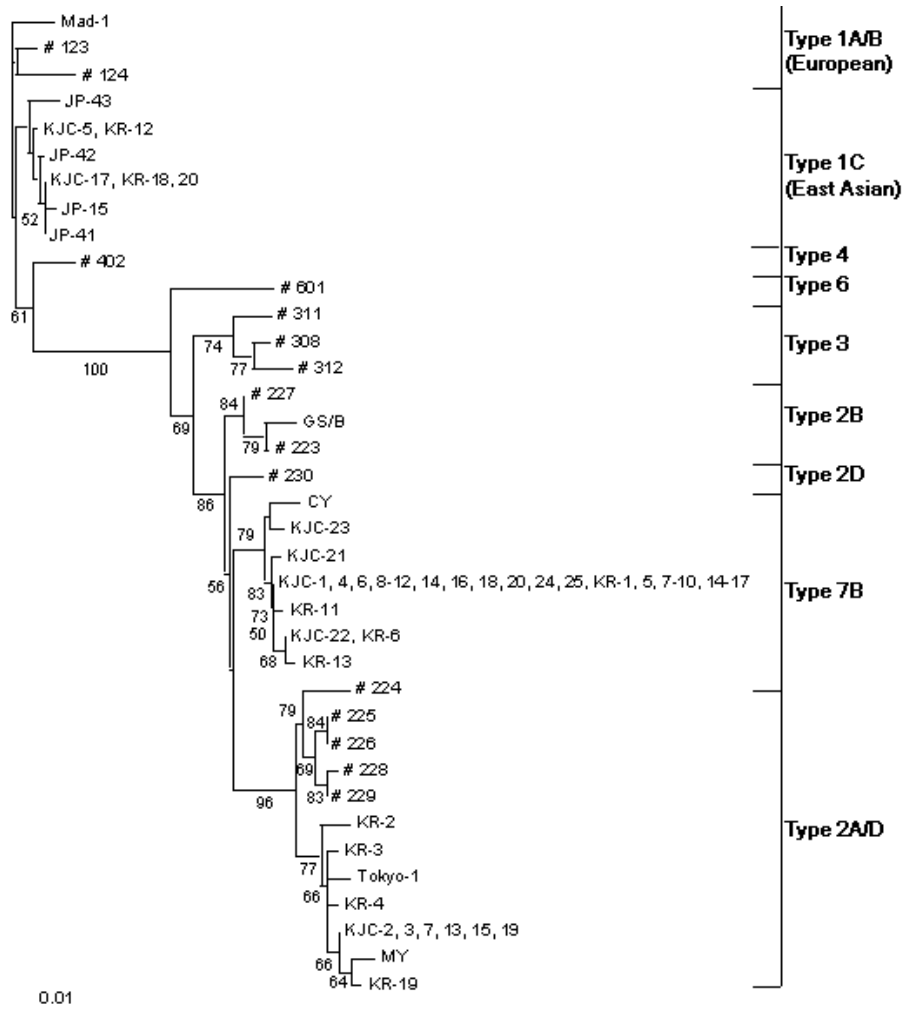 Mad-1
# 123
# 124
Type 1A/B
(European)
JP-43
KJC-5, KR-12
JP-42
KJC-17, KR-18, 20
JP-15
52
JP-41
Type 1C
(East Asian)
# 402
Type 4
# 601
Type 6
61
100
# 311
74
# 308
77
# 312
Type 3
69
# 227
84
GS/B
79
# 223
Type 2B
# 230
Type 2D
86
CY
79
KJC-23
KJC-21
56
83
KJC-1, 4, 6, 8-12, 14, 16, 18, 20, 24, 25, KR-1, 5, 7-10, 14-17
73
KR-11
50
KJC-22, KR-6
68
KR-13
Type 7B
# 224
79
84
# 225
# 226
69
# 228
83
# 229
96
KR-2
KR-3
77
Tokyo-1
66
KR-4
KJC-2, 3, 7, 13, 15, 19
66
MY
64
KR-19
Type 2A/D
0.01